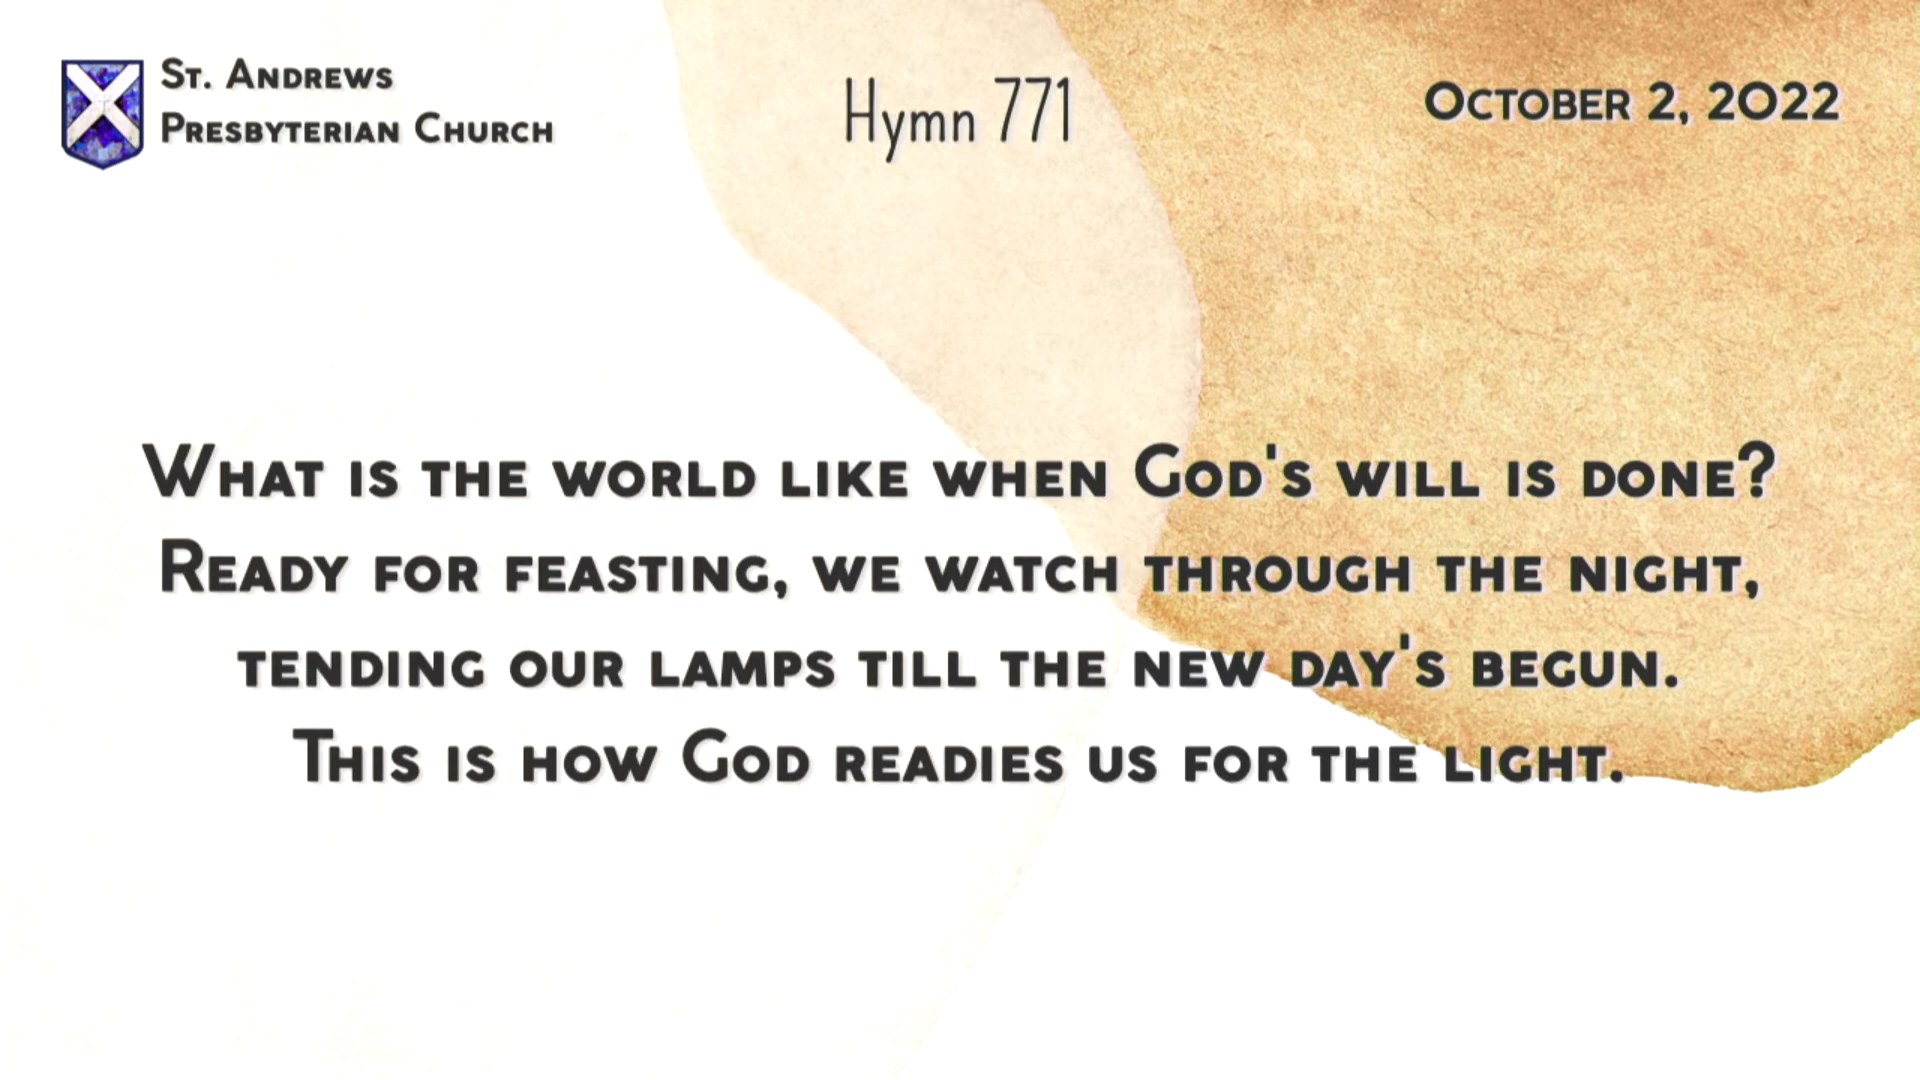 St. Andrews
Presbyterian Church
Hymn 771
October 2, 2022
What is the world like when God's will is done?
Ready for feasting, we watch through the night,
tending our lamps till the new day's begun.
This is how God readies us for the light.